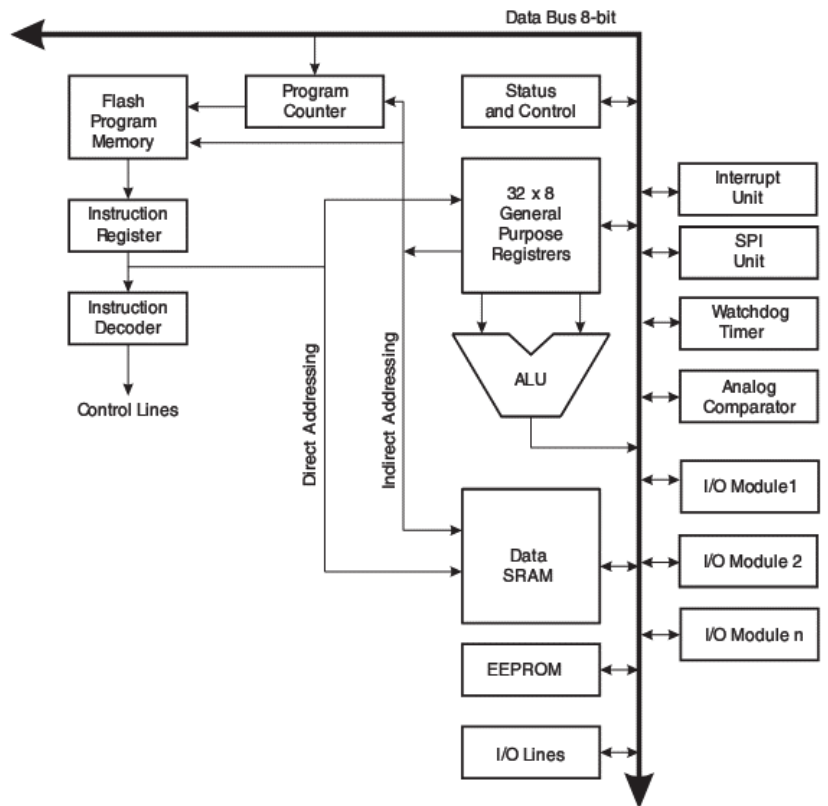 Data Bus 8-bit
Flash
Program
Memory
Program
Counter
Status
and Control
32 x 8
General
Purpose
Registrers
Interrupt
Unit
SPI
Unit
Instruction
Register
Instruction
Decoder
Watchdog
Timer
Control Lines
Direct Addressing
Indirect Addressing
ALU
Analog
Comparator
I/O Module1
Data
SRAM
I/O Module 2
I/O Module n
EEPROM
I/O Lines